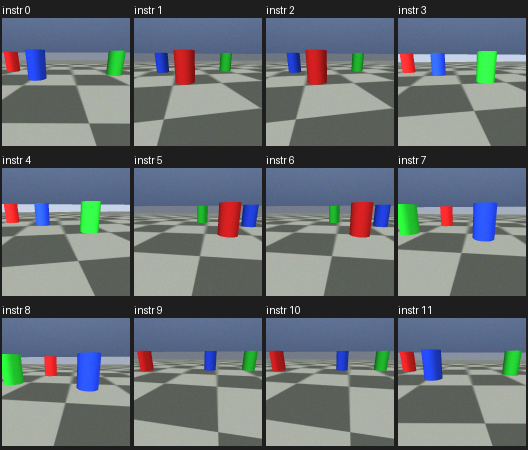 instr 0
instr 1
instr 2
instr 3
instr 4
instr 5
instr 6
instr 7
instr 8
instr 9
instr 10
instr 11